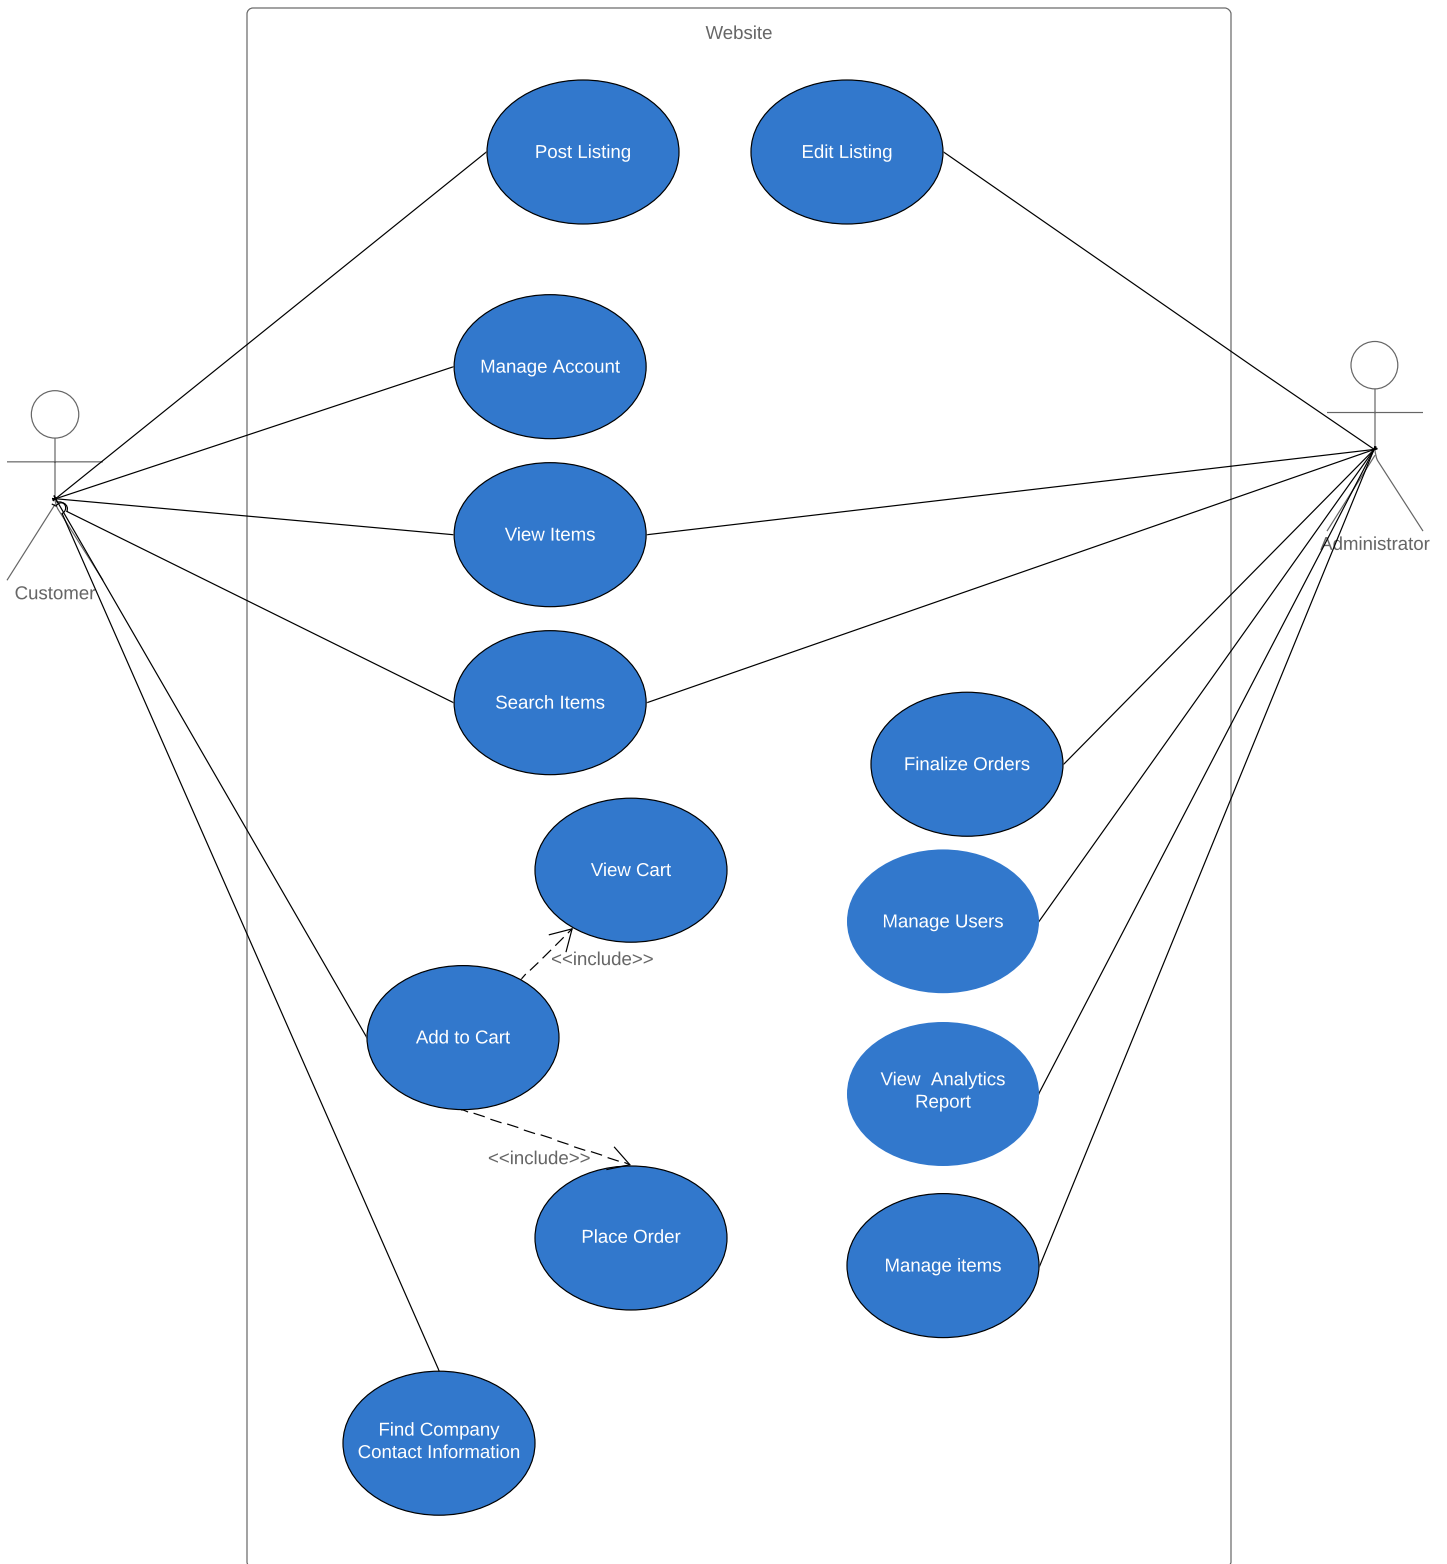 Website
Post Listing
Edit Listing
Manage Account
View Items
Administrator
Customer
Search Items
Finalize Orders
View Cart
Manage Users
<<include>>
Add to Cart
View  Analytics
Report
<<include>>
Place Order
Manage items
Find Company
Contact Information